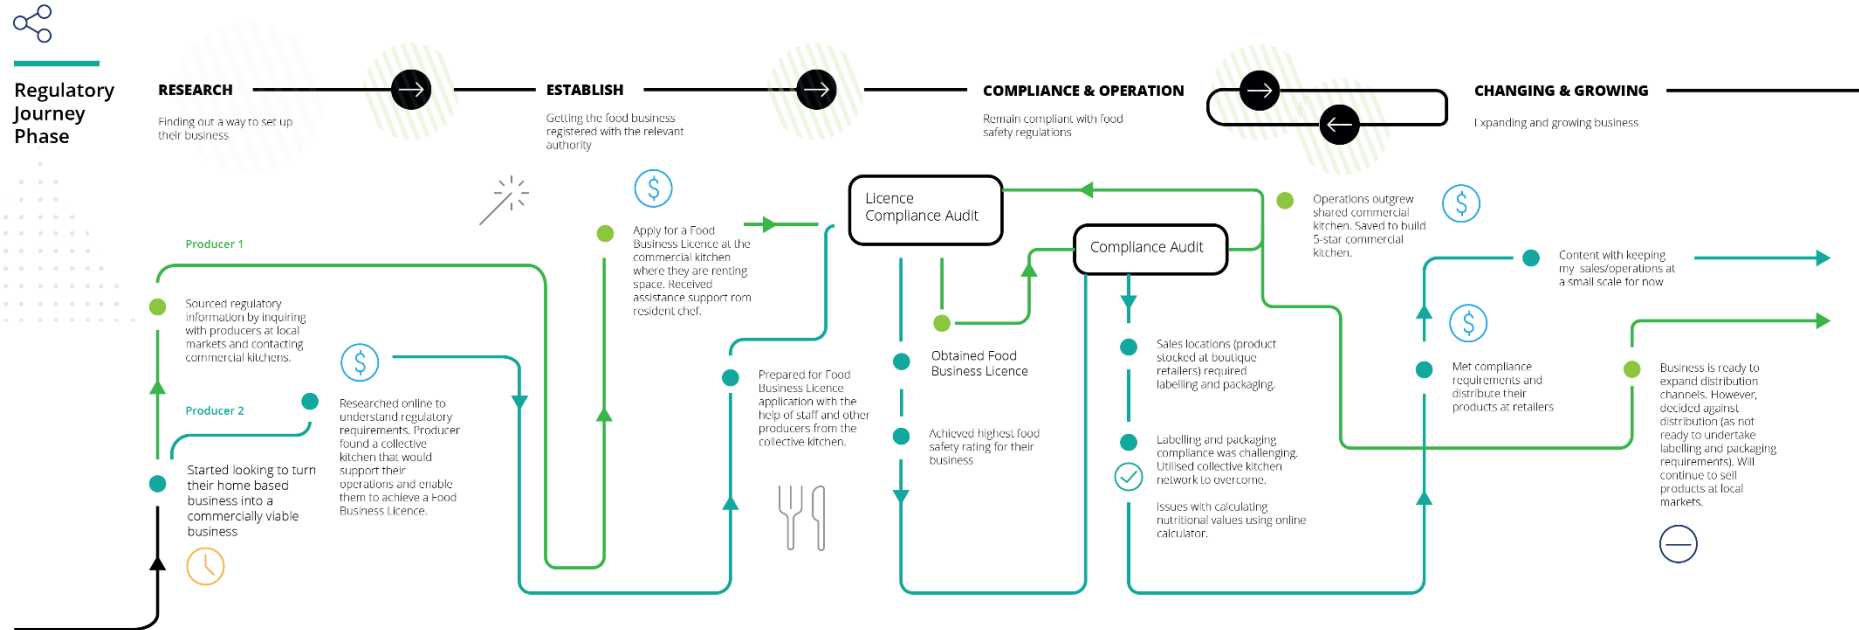 Regulatory
Journey
Phase
RESEARCH
Finding out a way to set up
their business
ESTABLISH
Getting the food business
registered with the relevant
authority
COMPLIANCE & OPERATION
Remain compliant with food
safety regulations
CHANGING & GROWING
Expanding and growing business
Producer 1
Sourced regulatory
information by inquiring
with producers at local
markets and contacting
commercial kitchens.
Producer 2
Started looking to turn
their home based
business into a
commercially viable
business
$
Researched online to
understand regulatory
requirements. Producer
found a collective
kitchen that would
support their
operations and enable
them to achieve a Food
Business Licence.
$
Apply for a Food
Business Licence at the
commercial kitchen
where they are renting
space. Received
assistance support rom
resident chef.
Prepared for Food
Business Licence
application with the
help of staff and other
producers from the
collective kitchen.
Licence
Compliance Audit
Obtained Food
Business Licence
Achieved highest food
safety rating for their
business
Compliance Audit
Sales locations (product
stocked at boutique
retailers) required
labelling and packaging.
Labelling and packaging
compliance was challenging.
Utilised collective kitchen
network to overcome.
Issues with calculating
nutritional values using online
calculator.
Operations outgrew
shared commercial
kitchen. Saved to build
5-star commercial
kitchen.
$
$
Met compliance
requirements and
distribute their
products at retailers
Content with keeping
my sales/operations at
a small scale for now
Business is ready to
expand distribution
channels. However,
decided against
distribution (as not
ready to undertake
labelling and packaging
requirements). Will
continue to sell
products at local
markets.